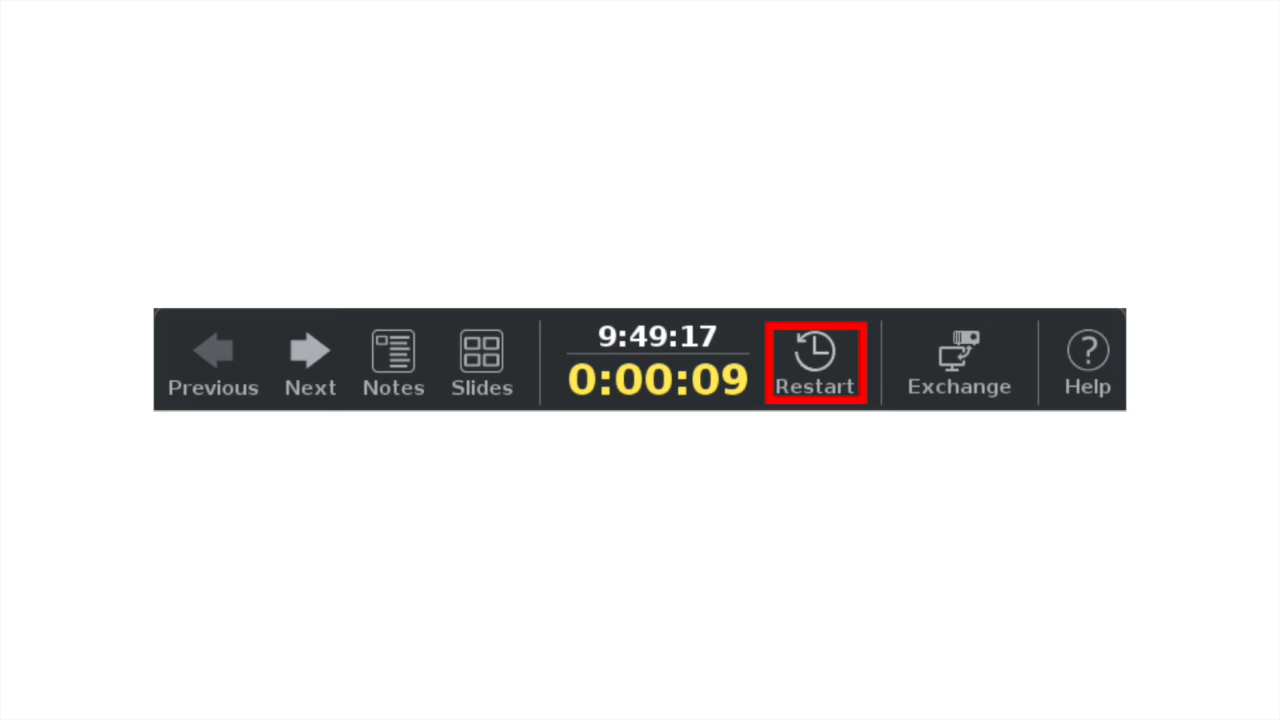 Previous Next Notes Slides
9:49:17
0:00:09
Restart
Exchange
? Help